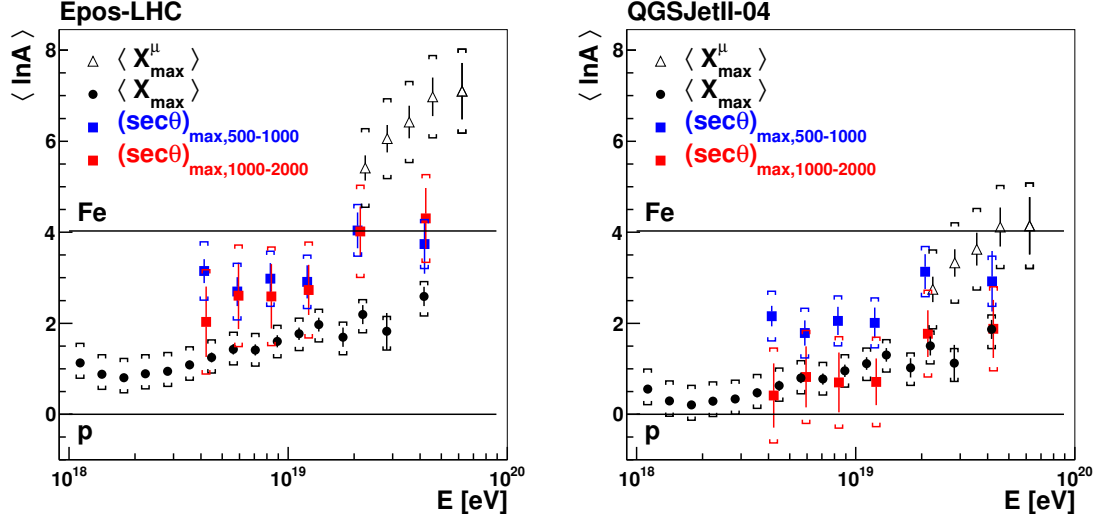 Epos-LHC
⟨ lnA ⟩
8
6
4
2
0
⟨ X^μ_max ⟩
⟨ X_max ⟩
(secθ)_max,500-1000
(secθ)_max,1000-2000
Fe
p
10^18
10^19
10^20
E [eV]
QGSJetII-04
⟨ lnA ⟩
8
6
4
2
0
⟨ X^μ_max ⟩
⟨ X_max ⟩
(secθ)_max,500-1000
(secθ)_max,1000-2000
Fe
p
10^18
10^19
10^20
E [eV]